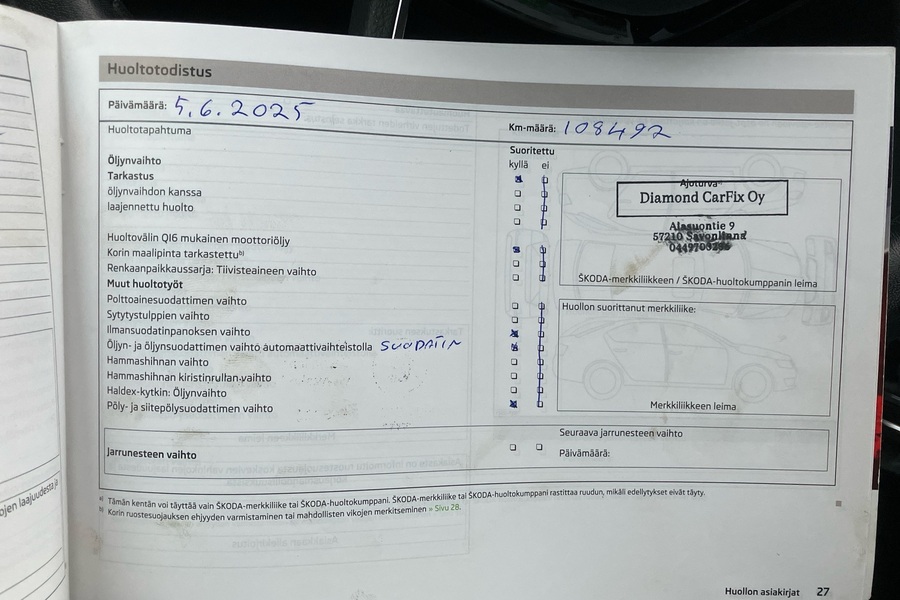 Huoltotodistus
Päivämäärä: 5.6.2025
Km-määrä: 108492
Huoltotapahtuma
Suoritettu
kyllä ei
Öljynvaihto
Tarkastus
öljynvaihdon kanssa
laajennettu huolto
Huoltovälin QI6 mukainen moottoriöljy
Korin maalipinta tarkastettu b)
Renkaanpaikkaussarja: Tiivisteaineen vaihto
Muut huoltotyöt
Polttoainesuodattimen vaihto
Sytytystulppien vaihto
Ilmansuodatinpanoksen vaihto
Öljyn- ja öljynsuodattimen vaihto automaattivaihteistolla SUODATIN
Hammashihnan vaihto
Hammashihnan kiristinrullan vaihto
Haldex-kytkin: Öljynvaihto
Pöly- ja siitepölysuodattimen vaihto
Ajoturva
Diamond CarFix Oy
Alasuontie 9
57210 Savonlinna
ŠKODA-merkkiliikkeen / ŠKODA-huoltokumppanin leima
Huollon suorittanut merkkiliike:
Merkkiliikkeen leima
Jarrunesteen vaihto
Seuraava jarrunesteen vaihto
Päivämäärä:
a) Tämän kentän voi täyttää vain ŠKODA-merkkiliike tai ŠKODA-huoltokumppani. ŠKODA-merkkiliike tai ŠKODA-huoltokumppani rastittaa ruudun, mikäli edellytykset eivät täyty.
b) Korin ruostesuojauksen ehjyyden varmistaminen tai mahdollisten vikojen merkitseminen » Sivu 28.
ojen laajuudesta ja
Huollon asiakirjat 27